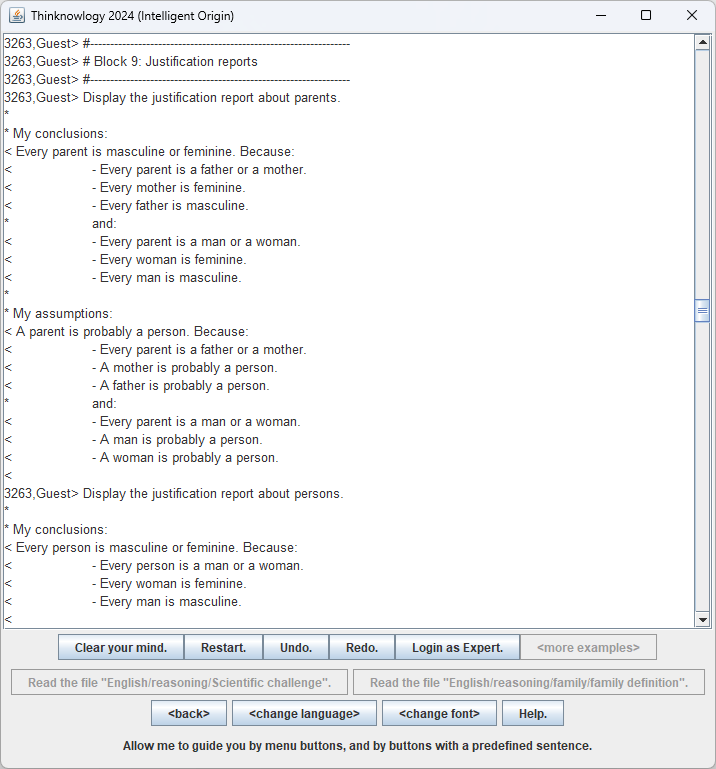 Thinknowlogy 2024 (Intelligent Origin)
3263,Guest> #-----------------------------------------------------------------
3263,Guest> # Block 9: Justification reports
3263,Guest> #-----------------------------------------------------------------
3263,Guest> Display the justification report about parents.
*
* My conclusions:
< Every parent is masculine or feminine. Because:
< - Every parent is a father or a mother.
< - Every mother is feminine.
< - Every father is masculine.
* and:
< - Every parent is a man or a woman.
< - Every woman is feminine.
< - Every man is masculine.
*
* My assumptions:
< A parent is probably a person. Because:
< - Every parent is a father or a mother.
< - A mother is probably a person.
< - A father is probably a person.
* and:
< - Every parent is a man or a woman.
< - A man is probably a person.
< - A woman is probably a person.
<
3263,Guest> Display the justification report about persons.
*
* My conclusions:
< Every person is masculine or feminine. Because:
< - Every person is a man or a woman.
< - Every woman is feminine.
< - Every man is masculine.
<
Clear your mind. Restart. Undo. Redo. Login as Expert. <more examples>
Read the file "English/reasoning/Scientific challenge". Read the file "English/reasoning/family/family definition".
<back> <change language> <change font> Help.
Allow me to guide you by menu buttons, and by buttons with a predefined sentence.